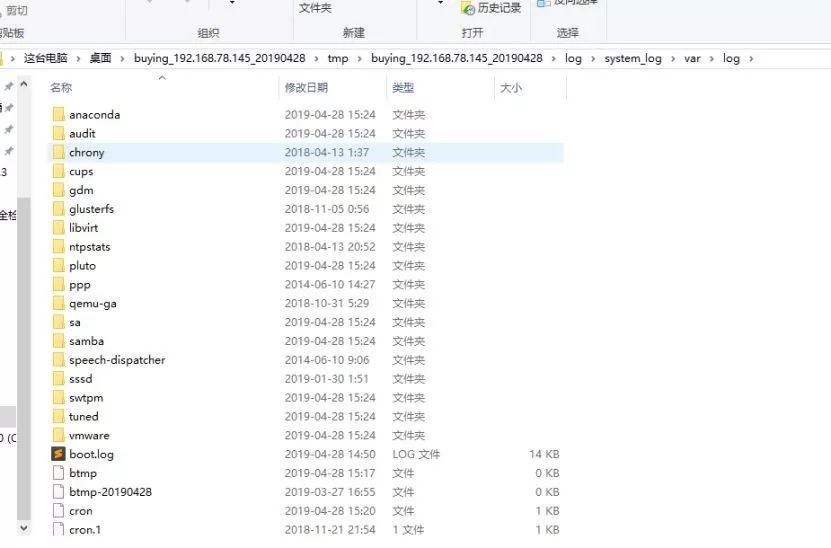 剪切
文件夹
历史记录
反向选择
剪贴板
组织
新建
打开
选择
这台电脑 > 桌面 > buying_192.168.78.145_20190428 > tmp > buying_192.168.78.145_20190428 > log > system_log > var > log >
名称 修改日期 类型 大小
anaconda 2019-04-28 15:24 文件夹
audit 2019-04-28 15:24 文件夹
chrony 2018-04-13 1:37 文件夹
cups 2019-04-28 15:24 文件夹
gdm 2019-04-28 15:24 文件夹
glusterfs 2018-11-05 0:56 文件夹
libvirt 2019-04-28 15:24 文件夹
ntpstats 2018-04-13 20:52 文件夹
pluto 2019-04-28 15:24 文件夹
ppp 2014-06-10 14:27 文件夹
qemu-ga 2018-10-31 5:29 文件夹
sa 2019-04-28 15:24 文件夹
samba 2019-04-28 15:24 文件夹
speech-dispatcher 2014-06-10 9:06 文件夹
sssd 2019-01-30 1:51 文件夹
swtpm 2019-04-28 15:24 文件夹
tuned 2019-04-28 15:24 文件夹
vmware 2019-04-28 15:24 文件夹
boot.log 2019-04-28 14:50 LOG 文件 14 KB
btmp 2019-04-28 15:17 文件 0 KB
btmp-20190428 2019-03-27 16:55 文件 0 KB
cron 2019-04-28 15:20 文件 1 KB
cron.1 2018-11-21 21:54 1 文件 1 KB